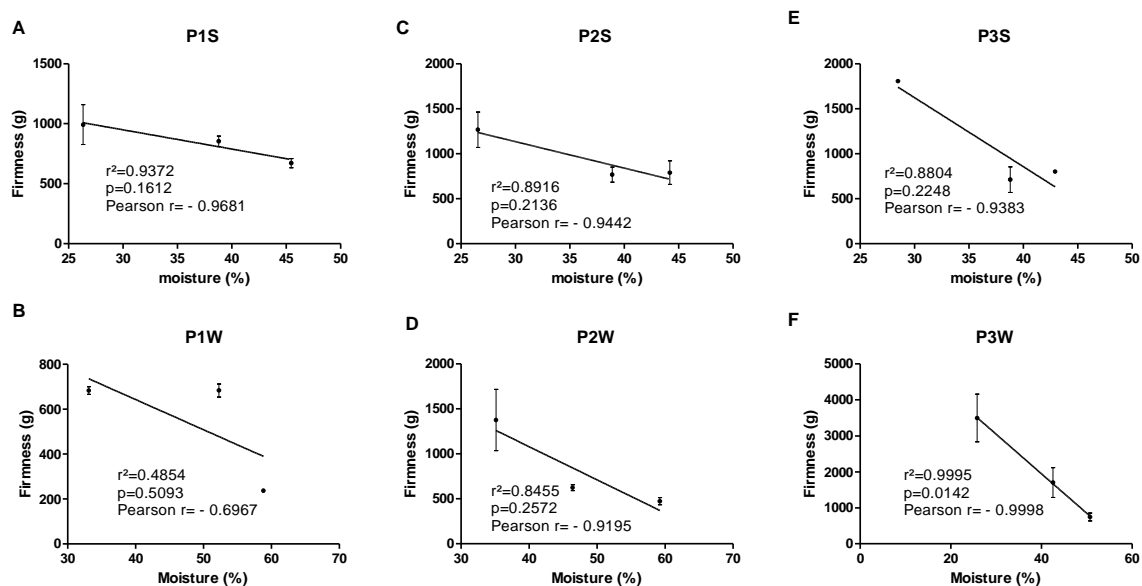 A
P1S
1500
1000
500
0
Firmness (g)
r²=0.9372
p=0.1612
Pearson r= - 0.9681
25 30 35 40 45 50
moisture (%)
C
P2S
2000
1500
1000
500
0
Firmness (g)
r²=0.8916
p=0.2136
Pearson r= - 0.9442
25 30 35 40 45 50
moisture (%)
E
P3S
2000
1500
1000
500
0
Firmness (g)
r²=0.8804
p=0.2248
Pearson r= - 0.9383
25 30 35 40 45 50
moisture (%)
B
P1W
800
600
400
200
0
Firmness (g)
r²=0.4854
p=0.5093
Pearson r= - 0.6967
30 40 50 60 70
Moisture (%)
D
P2W
2000
1500
1000
500
0
Firmness (g)
r²=0.8455
p=0.2572
Pearson r= - 0.9195
30 40 50 60 70
Moisture (%)
F
P3W
5000
4000
3000
2000
1000
0
Firmness (g)
r²=0.9995
p=0.0142
Pearson r= - 0.9998
0 20 40 60
Moisture (%)